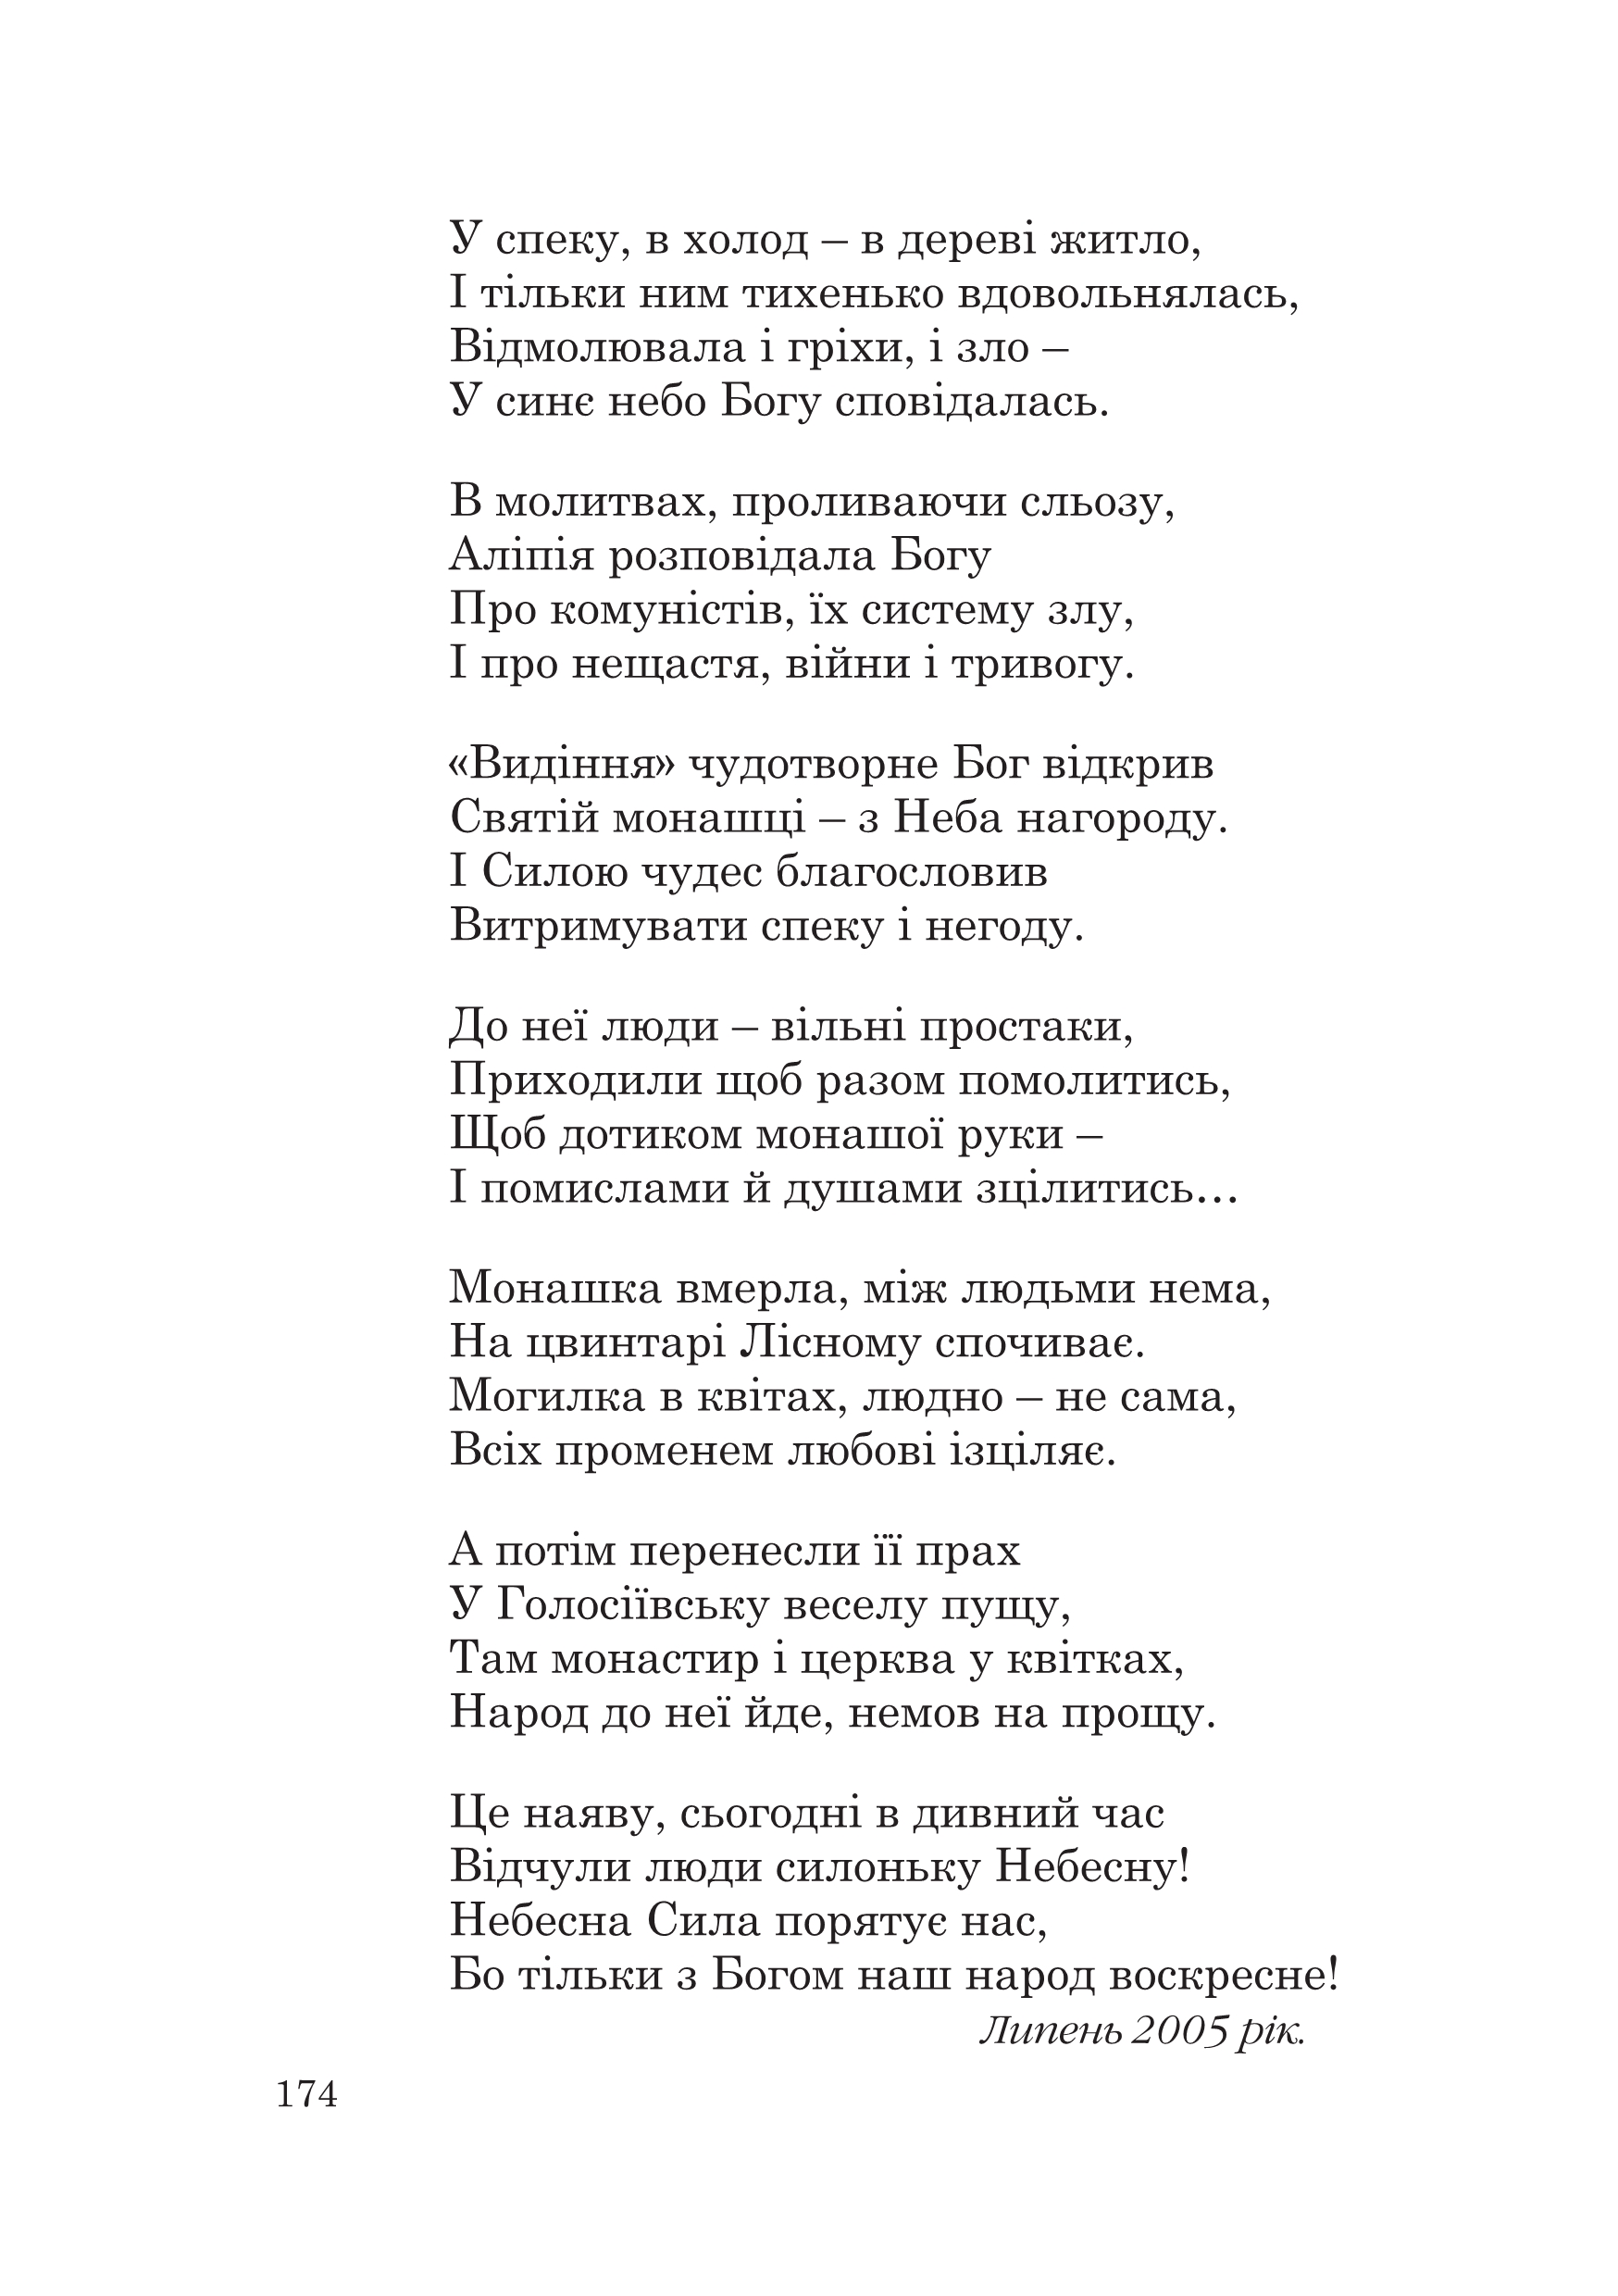 У спеку, в холод – в дереві житло,
І тільки ним тихенько вдовольнялась,
Відмолювала і гріхи, і зло –
У синє небо Богу сповідалась.

В молитвах, проливаючи сльозу,
Аліпія розповідала Богу
Про комуністів, їх систему злу,
І про нещастя, війни і тривогу.

«Видіння» чудотворне Бог відкрив
Святій монашці – з Неба нагороду.
І Силою чудес благословив
Витримувати спеку і негоду.

До неї люди – вільні простаки,
Приходили щоб разом помолитись,
Щоб дотиком монашої руки –
І помислами й душами зцілитись...

Монашка вмерла, між людьми нема,
На цвинтарі Лісному спочиває.
Могилка в квітах, людно – не сама,
Всіх променем любові ізціляє.

А потім перенесли її прах
У Голосіївську веселу пущу,
Там монастир і церква у квітках,
Народ до неї йде, немов на прощу.

Це наяву, сьогодні в дивний час
Відчули люди силоньку Небесну!
Небесна Сила порятує нас,
Бо тільки з Богом наш народ воскресне!
Липень 2005 рік.
174